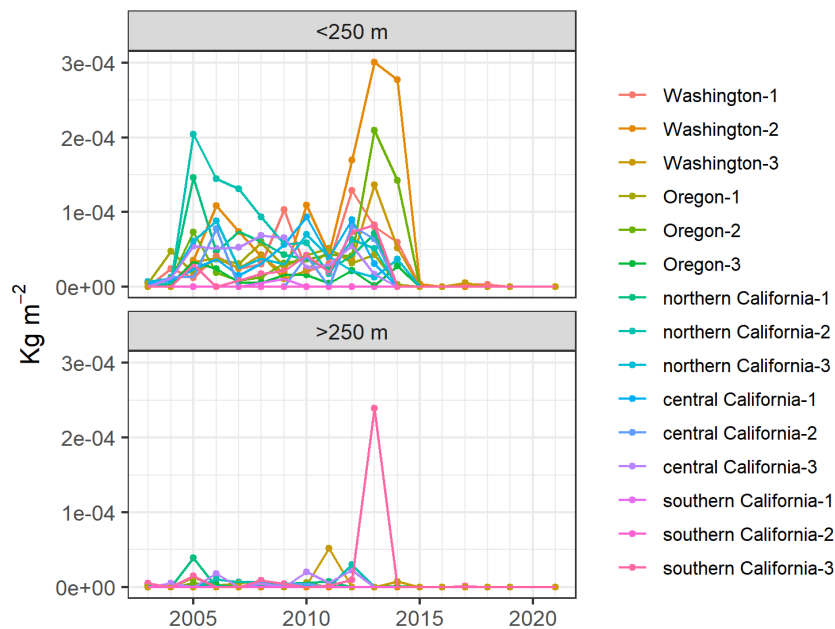 <250 m
3e-04
2e-04
1e-04
0e+00
>250 m
3e-04
2e-04
1e-04
0e+00
2005 2010 2015 2020
Kg m⁻²
Washington-1
Washington-2
Washington-3
Oregon-1
Oregon-2
Oregon-3
northern California-1
northern California-2
northern California-3
central California-1
central California-2
central California-3
southern California-1
southern California-2
southern California-3